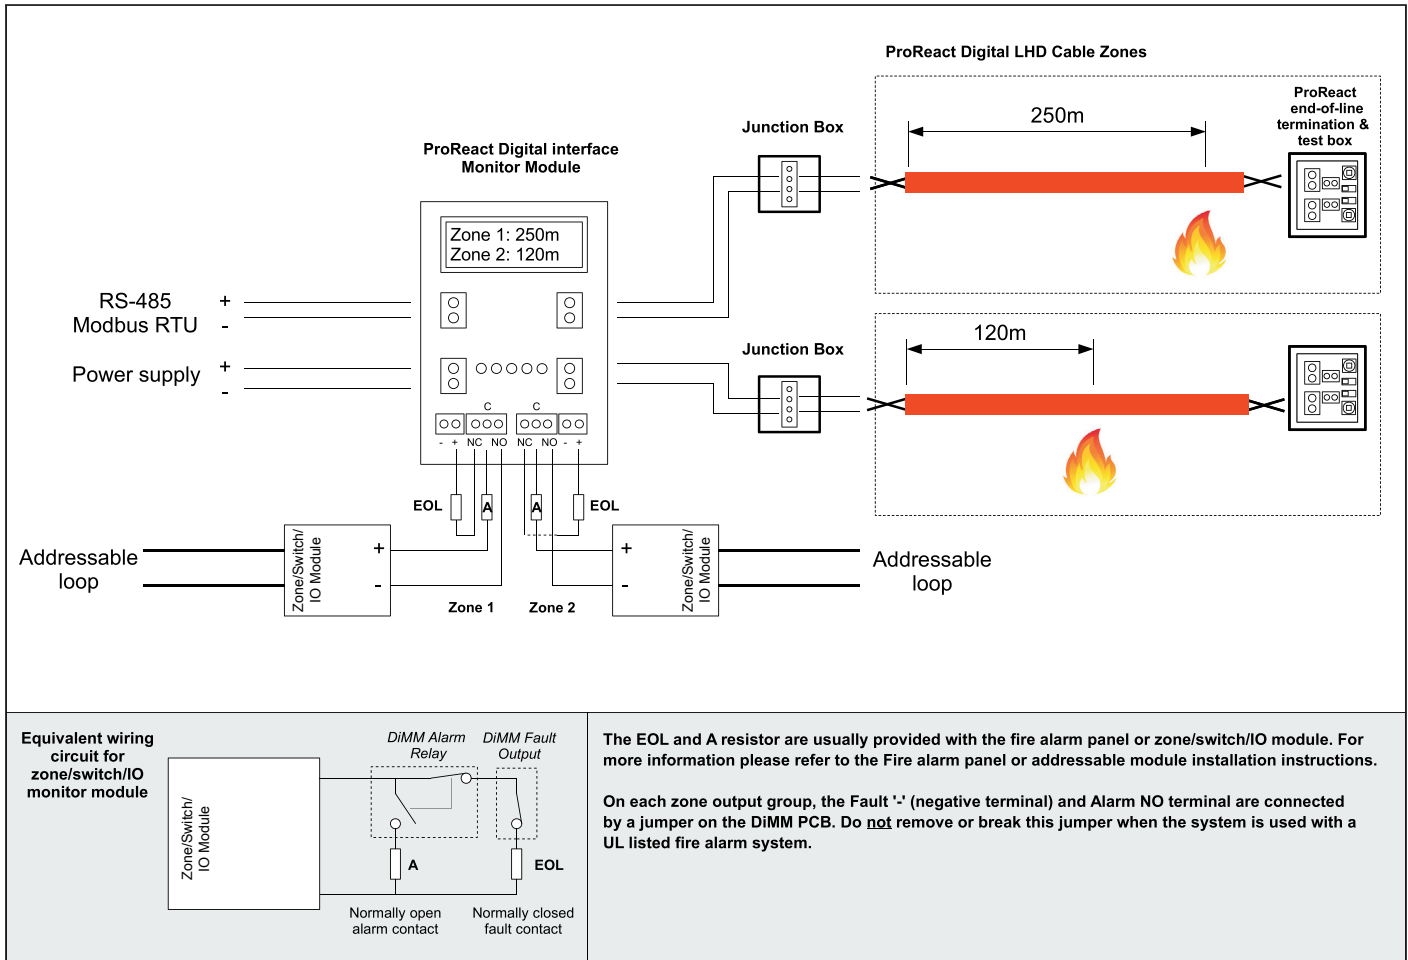 ProReact Digital LHD Cable Zones
ProReact
end-of-line
termination &
test box
250m
Junction Box
ProReact Digital interface
Monitor Module
Zone 1: 250m
Zone 2: 120m
RS-485
Modbus RTU
+
-
Power supply
+
-
Junction Box
120m
C
C
- + NC NO NC NO - +
EOL
A
A
EOL
Addressable
loop
Zone/Switch/
IO Module
+
-
Zone 1
Zone 2
+
-
Zone/Switch/
IO Module
Addressable
loop
Equivalent wiring
circuit for
zone/switch/IO
monitor module
Zone/Switch/
IO Module
DiMM Alarm
Relay
DiMM Fault
Output
A
EOL
Normally open
alarm contact
Normally closed
fault contact
The EOL and A resistor are usually provided with the fire alarm panel or zone/switch/IO module. For
more information please refer to the Fire alarm panel or addressable module installation instructions.
On each zone output group, the Fault '-' (negative terminal) and Alarm NO terminal are connected
by a jumper on the DiMM PCB. Do not remove or break this jumper when the system is used with a
UL listed fire alarm system.